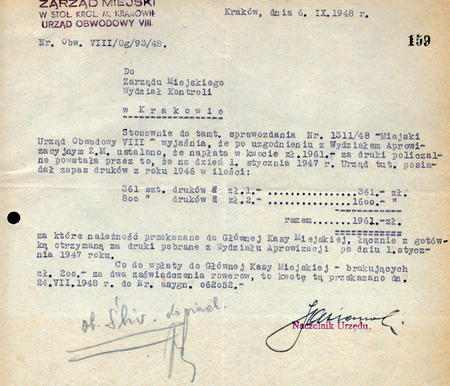 ZARZĄD MIEJSKI
W STOŁ. KRÓL. M. KRAKOWIE
URZĄD OBWODOWY VIII.
Kraków, dnia 6. IX.1948 r.
Nr. Obw. VIII/Og/93/48.
159
Do
Zarządu Miejskiego
Wydział Kontroli
w Krakowie
Stosownie do tamt. sprawozdania Nr. 1311/48 "Miejski
Urząd Obwodowy VIII" wyjaśnia, że po uzgodnieniu z Wydziałem Aprowi-
zacyjnym Z.M. ustalono, że napłata w kwocie zł.1961.- za druki policzal-
ne powstała przez to, że na dzień 1. stycznia 1947 r. Urząd tut. posia-
dał zapas druków z roku 1946 w ilości:
361 szt. druków á zł.1.- .............. 361.- zł.
800 " druków á zł.2.- .............. 1600.- "
razem....1961.-zł.
za które należność przekazano do Głównej Kasy Miejskiej, łącznie z gotów-
ką otrzymaną za druki pobrane z Wydziału Aprowizacji po dniu 1.stycz-
nia 1947 roku.
Co do wpłaty do Głównej Kasy Miejskiej - brakujących
zł. 200.- za dwa zaświadczenia rowerow, to kwotę tą przekazano dn.
24.VII.1948 r. do Nr. asygn. 062052.-
Naczelnik Urzędu.